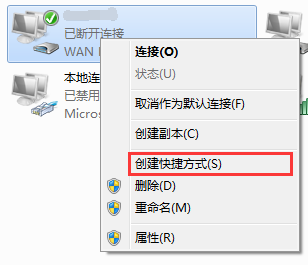 已断开连接
WAN
本地连
已禁用
Micros
连接(O)
状态(U)
取消作为默认连接(F)
创建副本(C)
创建快捷方式(S)
删除(D)
重命名(M)
属性(R)